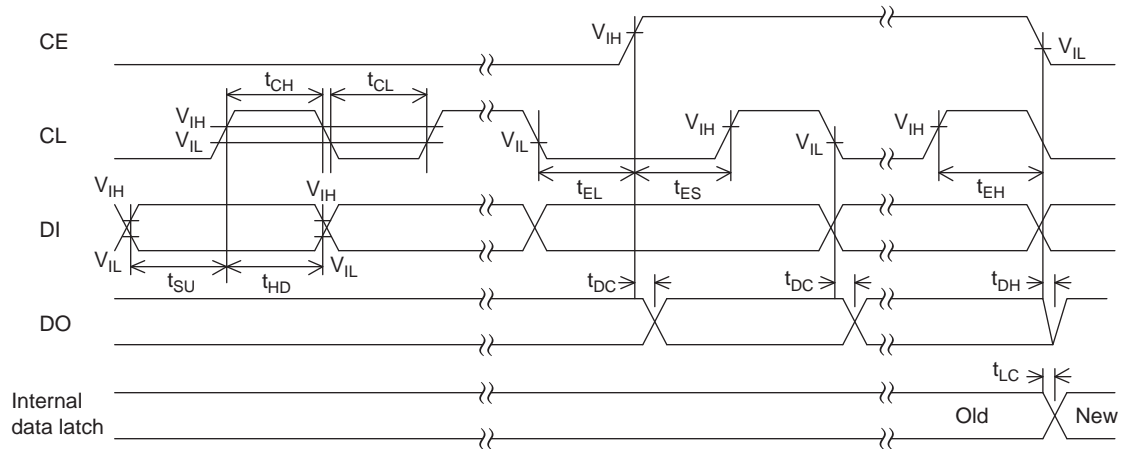 CE
V_IH
V_IL
t_CH
t_CL
CL
V_IH
V_IL
V_IL
V_IH
V_IL
V_IH
t_EL
t_ES
t_EH
V_IH
V_IH
DI
V_IL
V_IL
t_SU
t_HD
t_DC
t_DC
t_DH
DO
t_LC
Internal
data latch
Old
New